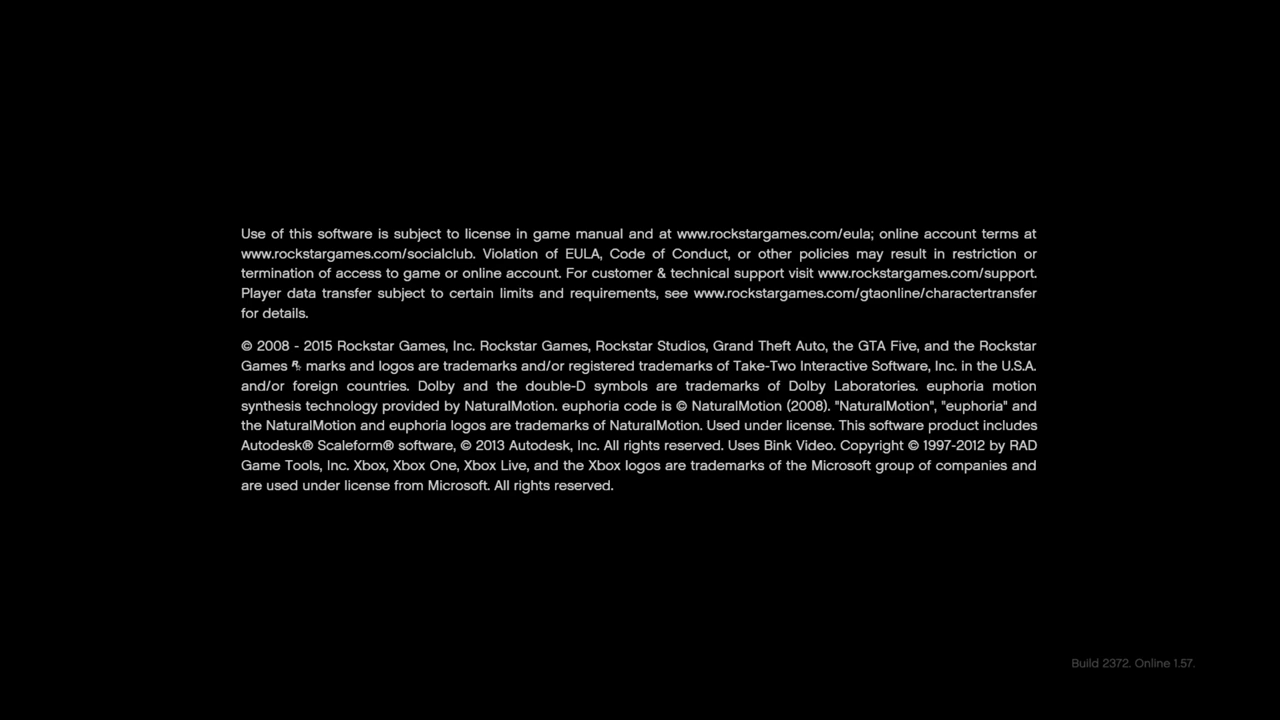 Use of this software is subject to license in game manual and at www.rockstargames.com/eula; online account terms at
www.rockstargames.com/socialclub. Violation of EULA, Code of Conduct, or other policies may result in restriction or
termination of access to game or online account. For customer & technical support visit www.rockstargames.com/support.
Player data transfer subject to certain limits and requirements, see www.rockstargames.com/gtaonline/charactertransfer
for details.
© 2008 - 2015 Rockstar Games, Inc. Rockstar Games, Rockstar Studios, Grand Theft Auto, the GTA Five, and the Rockstar
Games R* marks and logos are trademarks and/or registered trademarks of Take-Two Interactive Software, Inc. in the U.S.A.
and/or foreign countries. Dolby and the double-D symbols are trademarks of Dolby Laboratories. euphoria motion
synthesis technology provided by NaturalMotion. euphoria code is © NaturalMotion (2008). "NaturalMotion", "euphoria" and
the NaturalMotion and euphoria logos are trademarks of NaturalMotion. Used under license. This software product includes
Autodesk® Scaleform® software, © 2013 Autodesk, Inc. All rights reserved. Uses Bink Video. Copyright © 1997-2012 by RAD
Game Tools, Inc. Xbox, Xbox One, Xbox Live, and the Xbox logos are trademarks of the Microsoft group of companies and
are used under license from Microsoft. All rights reserved.
Build 2372. Online 1.57.